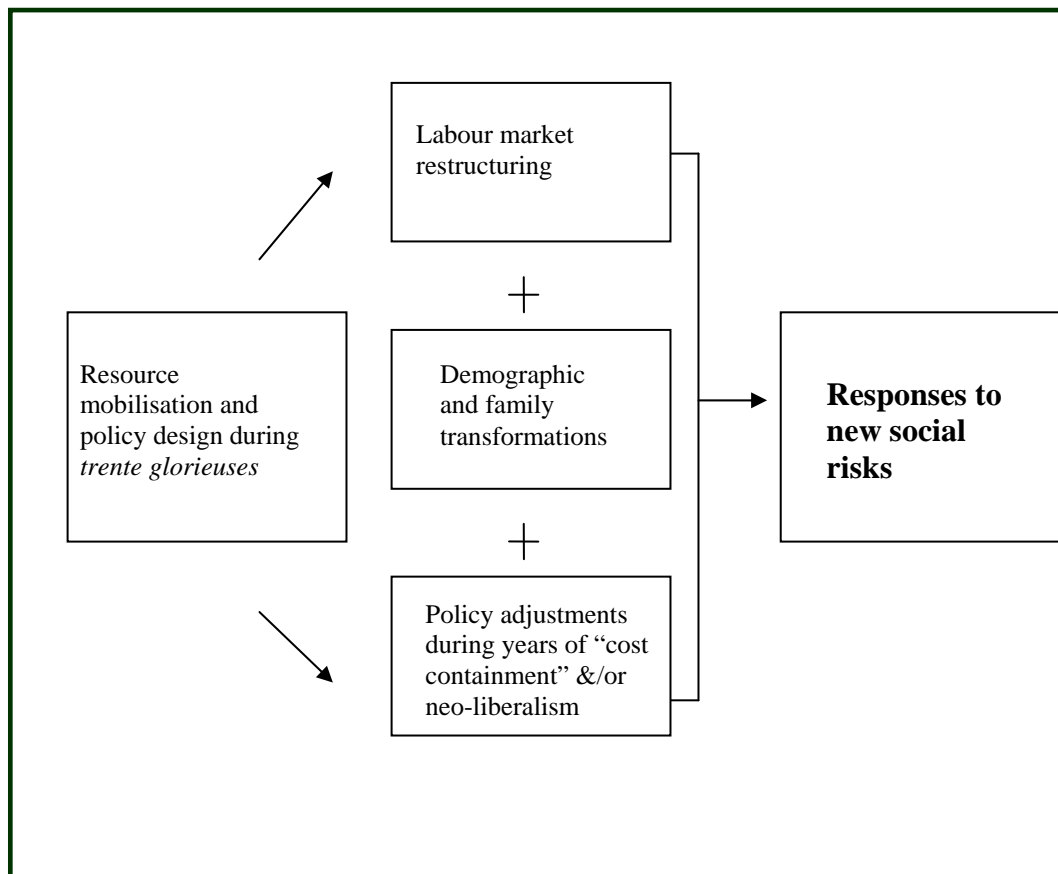 Resource
mobilisation and
policy design during
trente glorieuses
Labour market
restructuring
+
Demographic
and family
transformations
+
Policy adjustments
during years of “cost
containment” &/or
neo-liberalism
Responses to
new social
risks